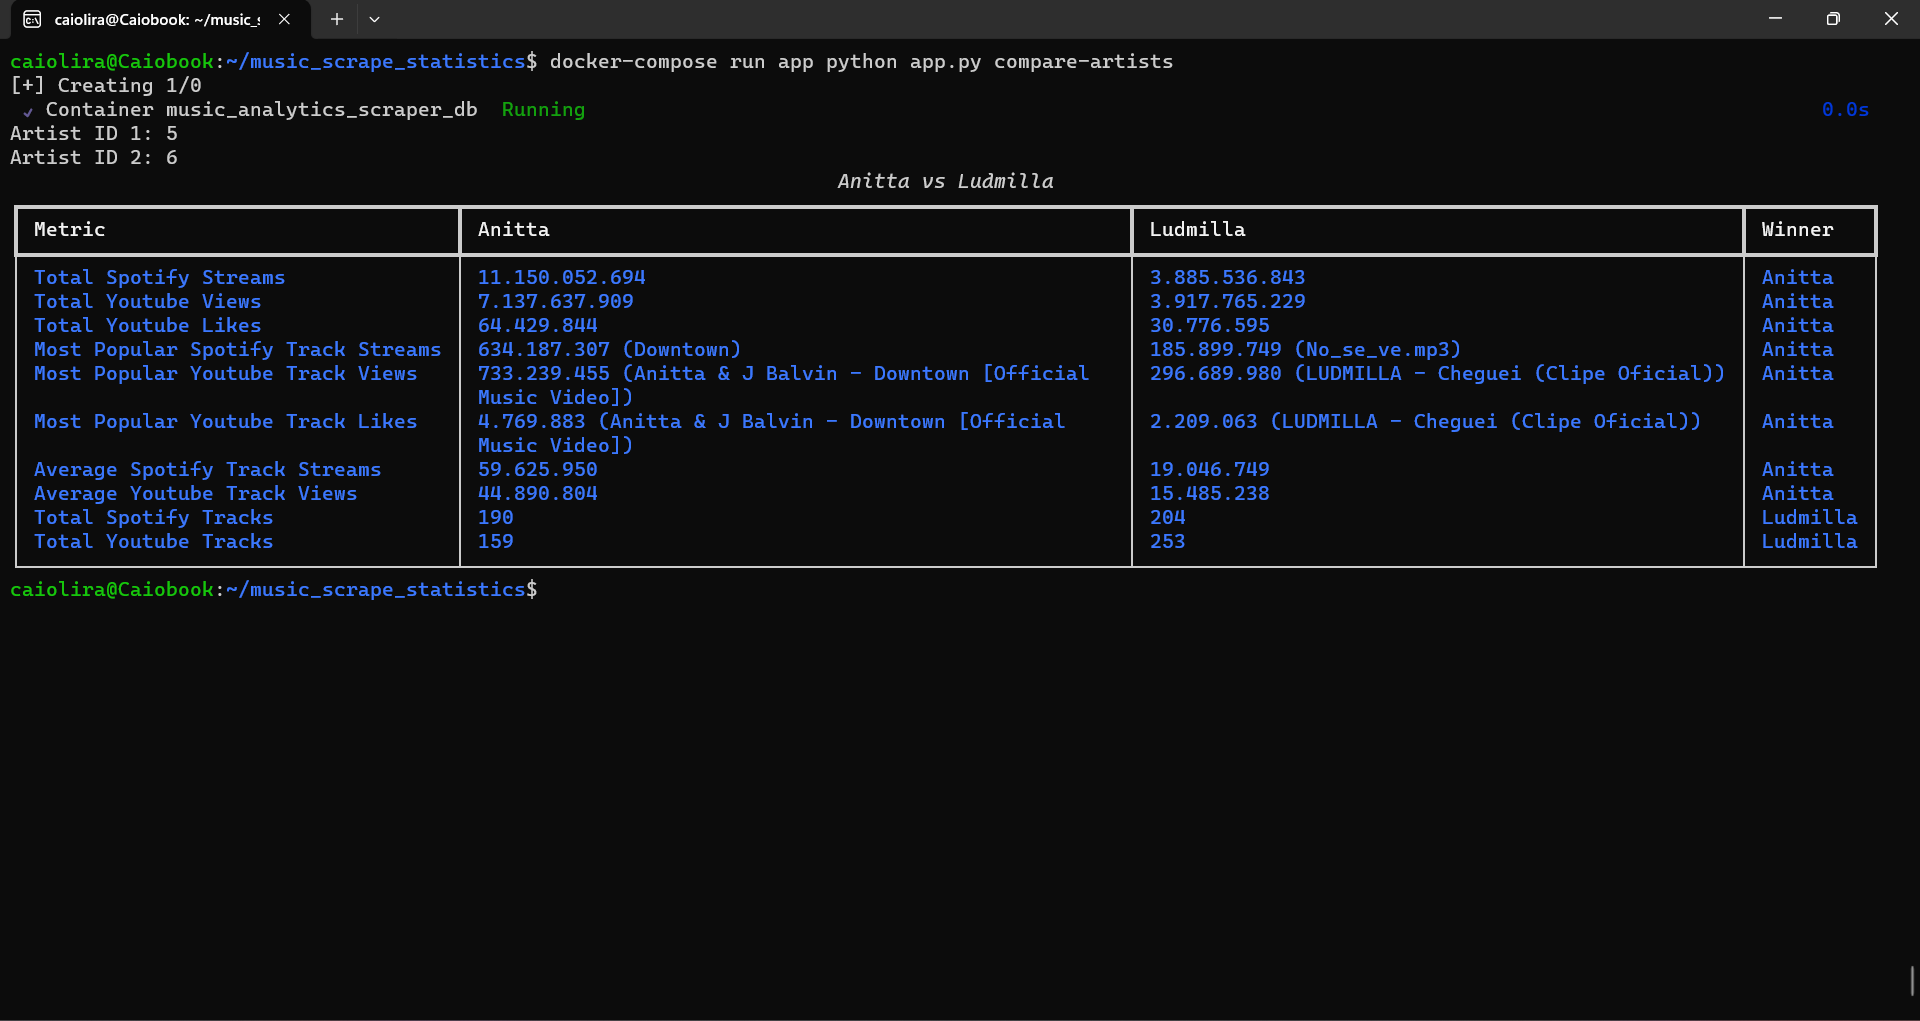 caiolira@Caiobook: ~/music_s
caiolira@Caiobook:~/music_scrape_statistics$ docker-compose run app python app.py compare-artists
[+] Creating 1/0
✓ Container music_analytics_scraper_db  Running 0.0s
Artist ID 1: 5
Artist ID 2: 6
Anitta vs Ludmilla
Metric Anitta Ludmilla Winner
Total Spotify Streams 11.150.052.694 3.885.536.843 Anitta
Total Youtube Views 7.137.637.909 3.917.765.229 Anitta
Total Youtube Likes 64.429.844 30.776.595 Anitta
Most Popular Spotify Track Streams 634.187.307 (Downtown) 185.899.749 (No_se_ve.mp3) Anitta
Most Popular Youtube Track Views 733.239.455 (Anitta & J Balvin - Downtown [Official 296.689.980 (LUDMILLA - Cheguei (Clipe Oficial)) Anitta
Music Video])
Most Popular Youtube Track Likes 4.769.883 (Anitta & J Balvin - Downtown [Official 2.209.063 (LUDMILLA - Cheguei (Clipe Oficial)) Anitta
Music Video])
Average Spotify Track Streams 59.625.950 19.046.749 Anitta
Average Youtube Track Views 44.890.804 15.485.238 Anitta
Total Spotify Tracks 190 204 Ludmilla
Total Youtube Tracks 159 253 Ludmilla
caiolira@Caiobook:~/music_scrape_statistics$